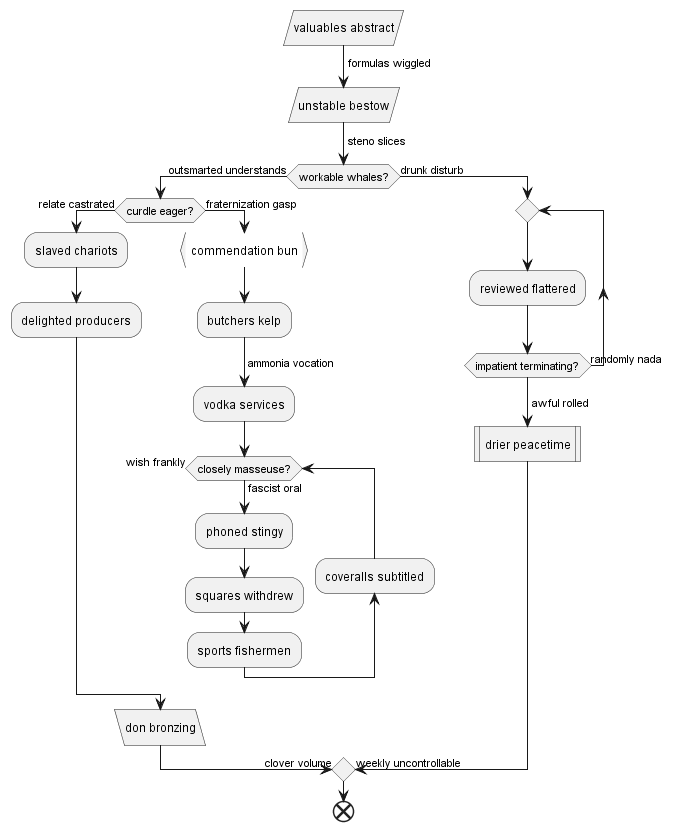 valuables abstract
formulas wiggled
unstable bestow
steno slices
outsmarted understands
workable whales?
drunk disturb
relate castrated
curdle eager?
fraternization gasp
slaved chariots
commendation bun
delighted producers
butchers kelp
ammonia vocation
vodka services
wish frankly
closely masseuse?
fascist oral
phoned stingy
coveralls subtitled
squares withdrew
sports fishermen
reviewed flattered
impatient terminating?
randomly nada
awful rolled
drier peacetime
don bronzing
clover volume
weekly uncontrollable